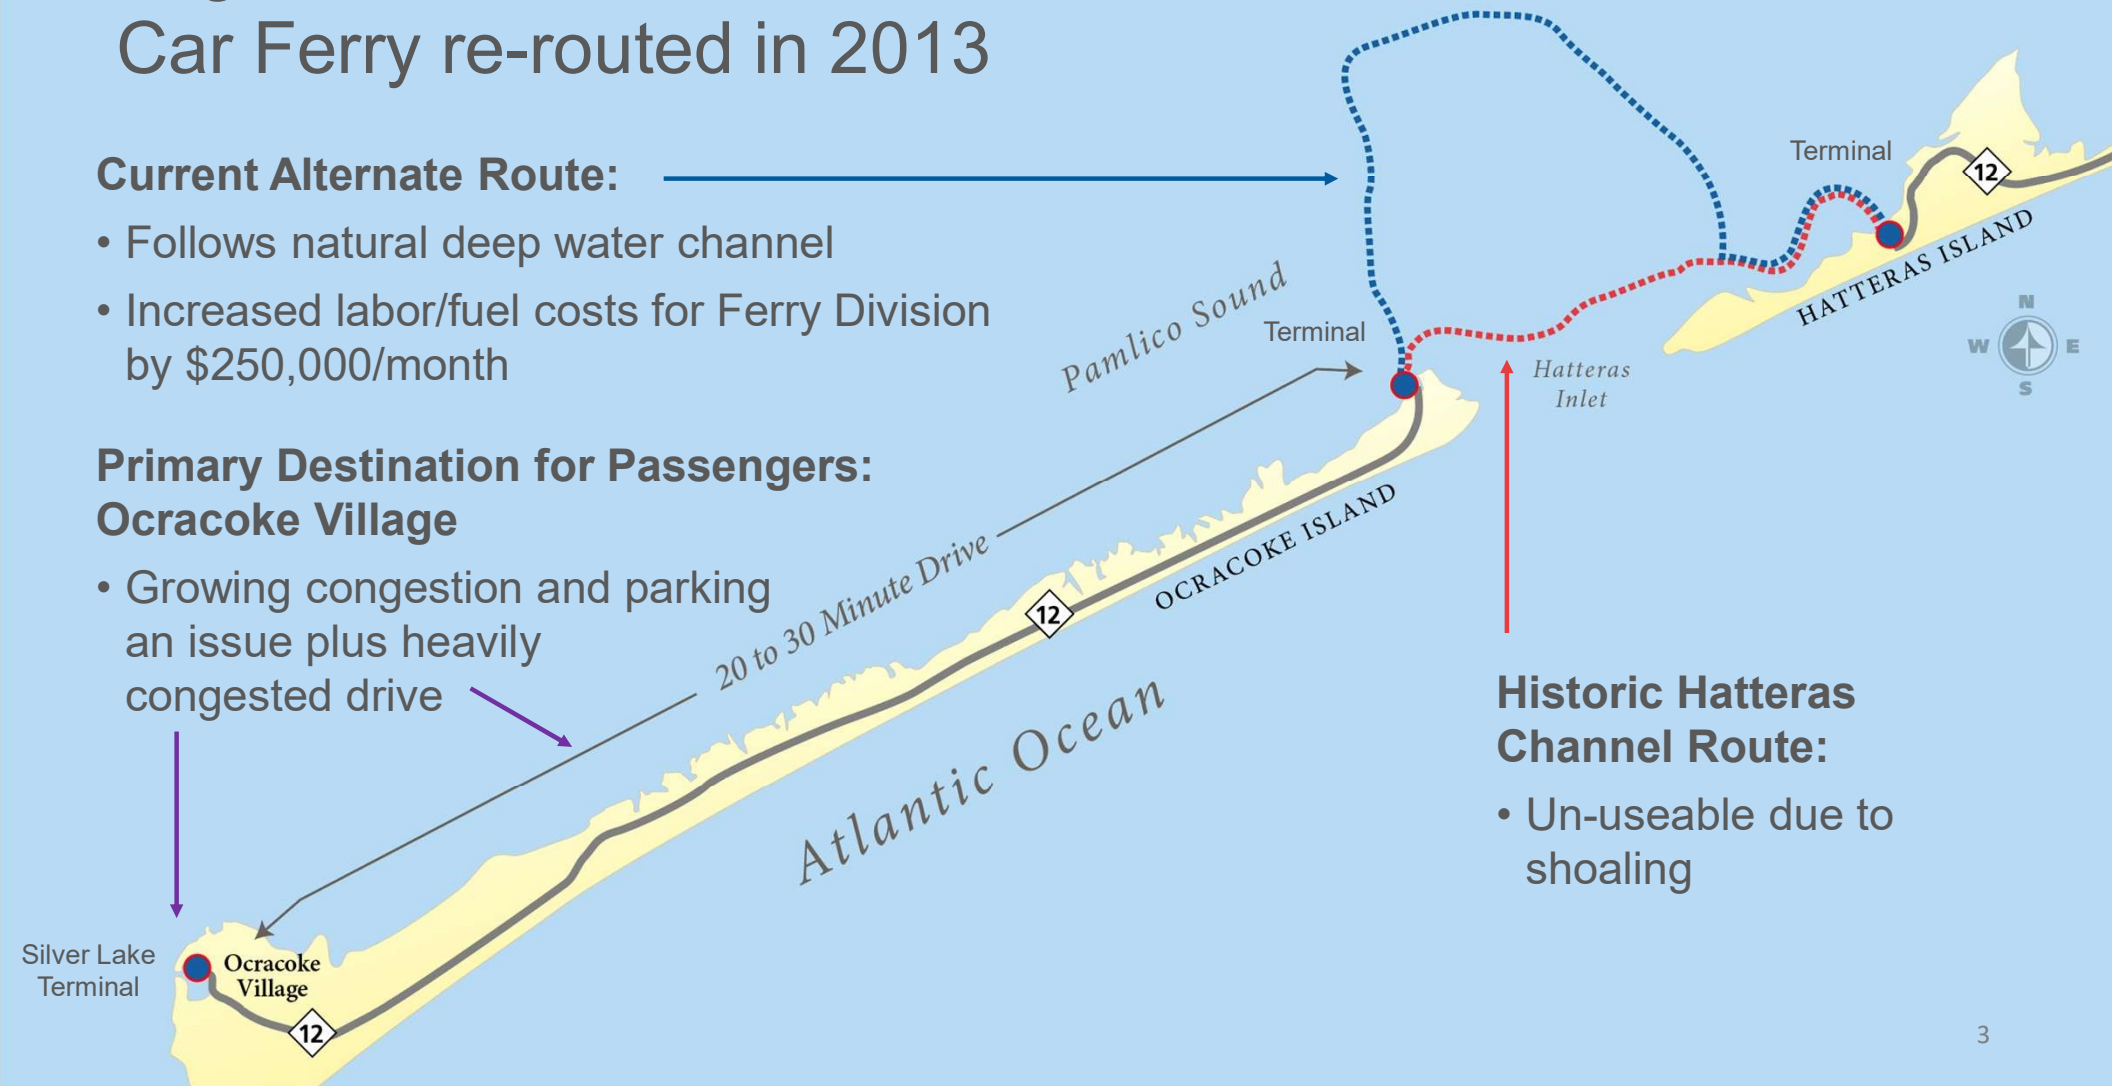 Car Ferry re-routed in 2013
Current Alternate Route:
• Follows natural deep water channel
• Increased labor/fuel costs for Ferry Division
by $250,000/month
Primary Destination for Passengers:
Ocracoke Village
• Growing congestion and parking
an issue plus heavily
congested drive
Terminal
12
HATTERAS ISLAND
N
W
E
S
Pamlico Sound
Terminal
Hatteras
Inlet
20 to 30 Minute Drive
OCRACOKE ISLAND
12
Atlantic Ocean
Historic Hatteras
Channel Route:
• Un-useable due to
shoaling
Silver Lake
Terminal
Ocracoke
Village
12
3